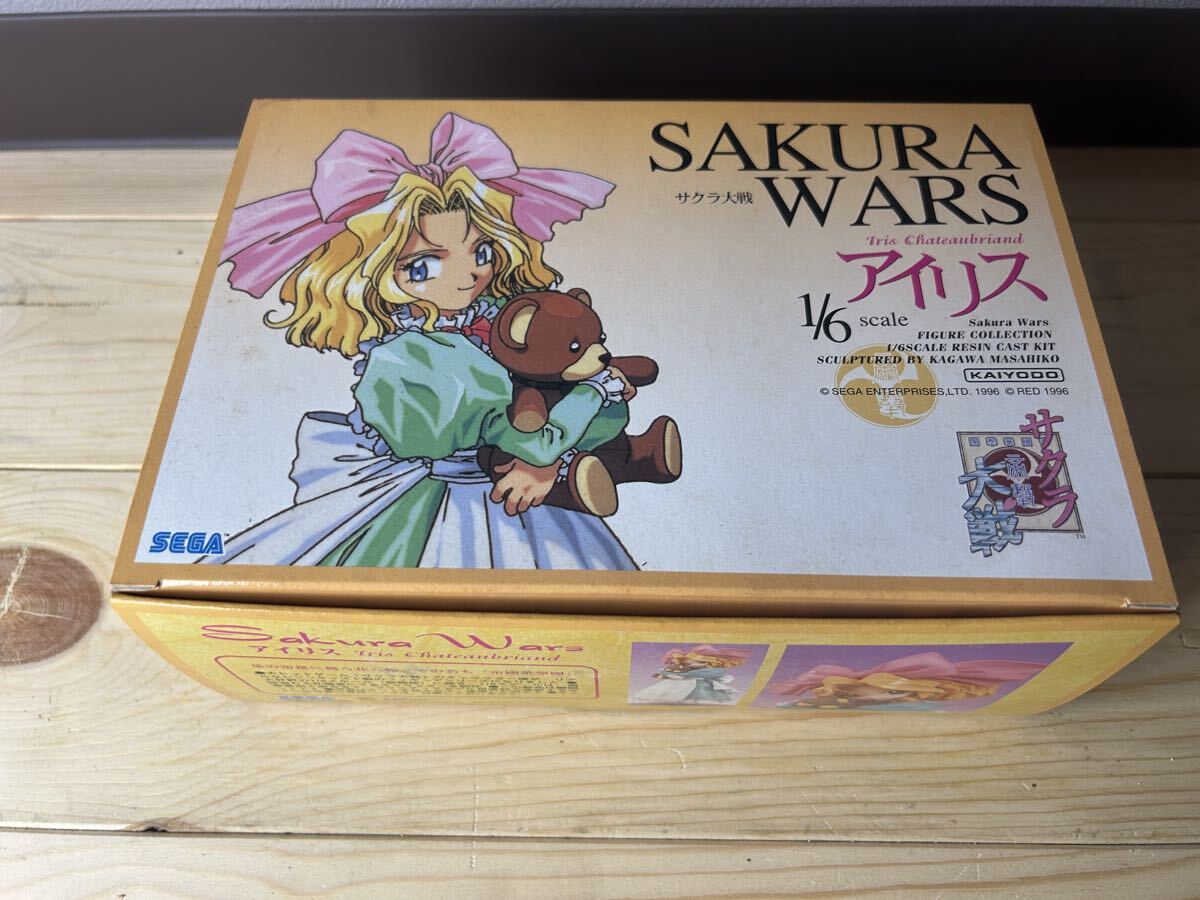 SAKURA
サクラ大戦 WARS
Iris Chateaubriand
アイリス
1/6 scale
Sakura Wars
FIGURE COLLECTION
1/6SCALE RESIN CAST KIT
SCULPTURED BY KAGAWA MASAHIKO
KAIYODO
© SEGA ENTERPRISES,LTD. 1996 © RED 1996
サクラ
大戦
TM
SEGA
Sakura Wars
アイリス Iris Chateaubriand